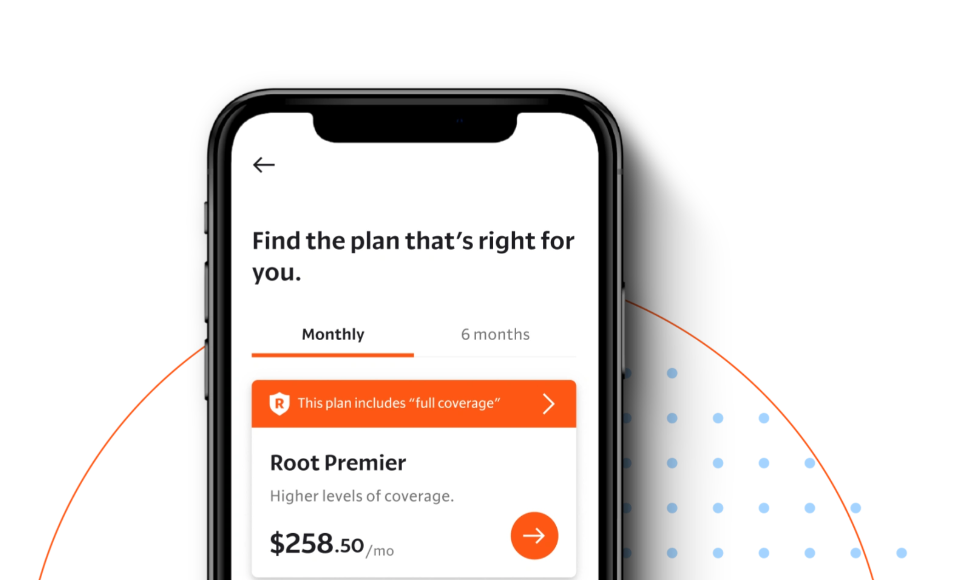 Find the plan that's right for
you.
Monthly
6 months
R This plan includes “full coverage”
Root Premier
Higher levels of coverage.
$258.50/mo